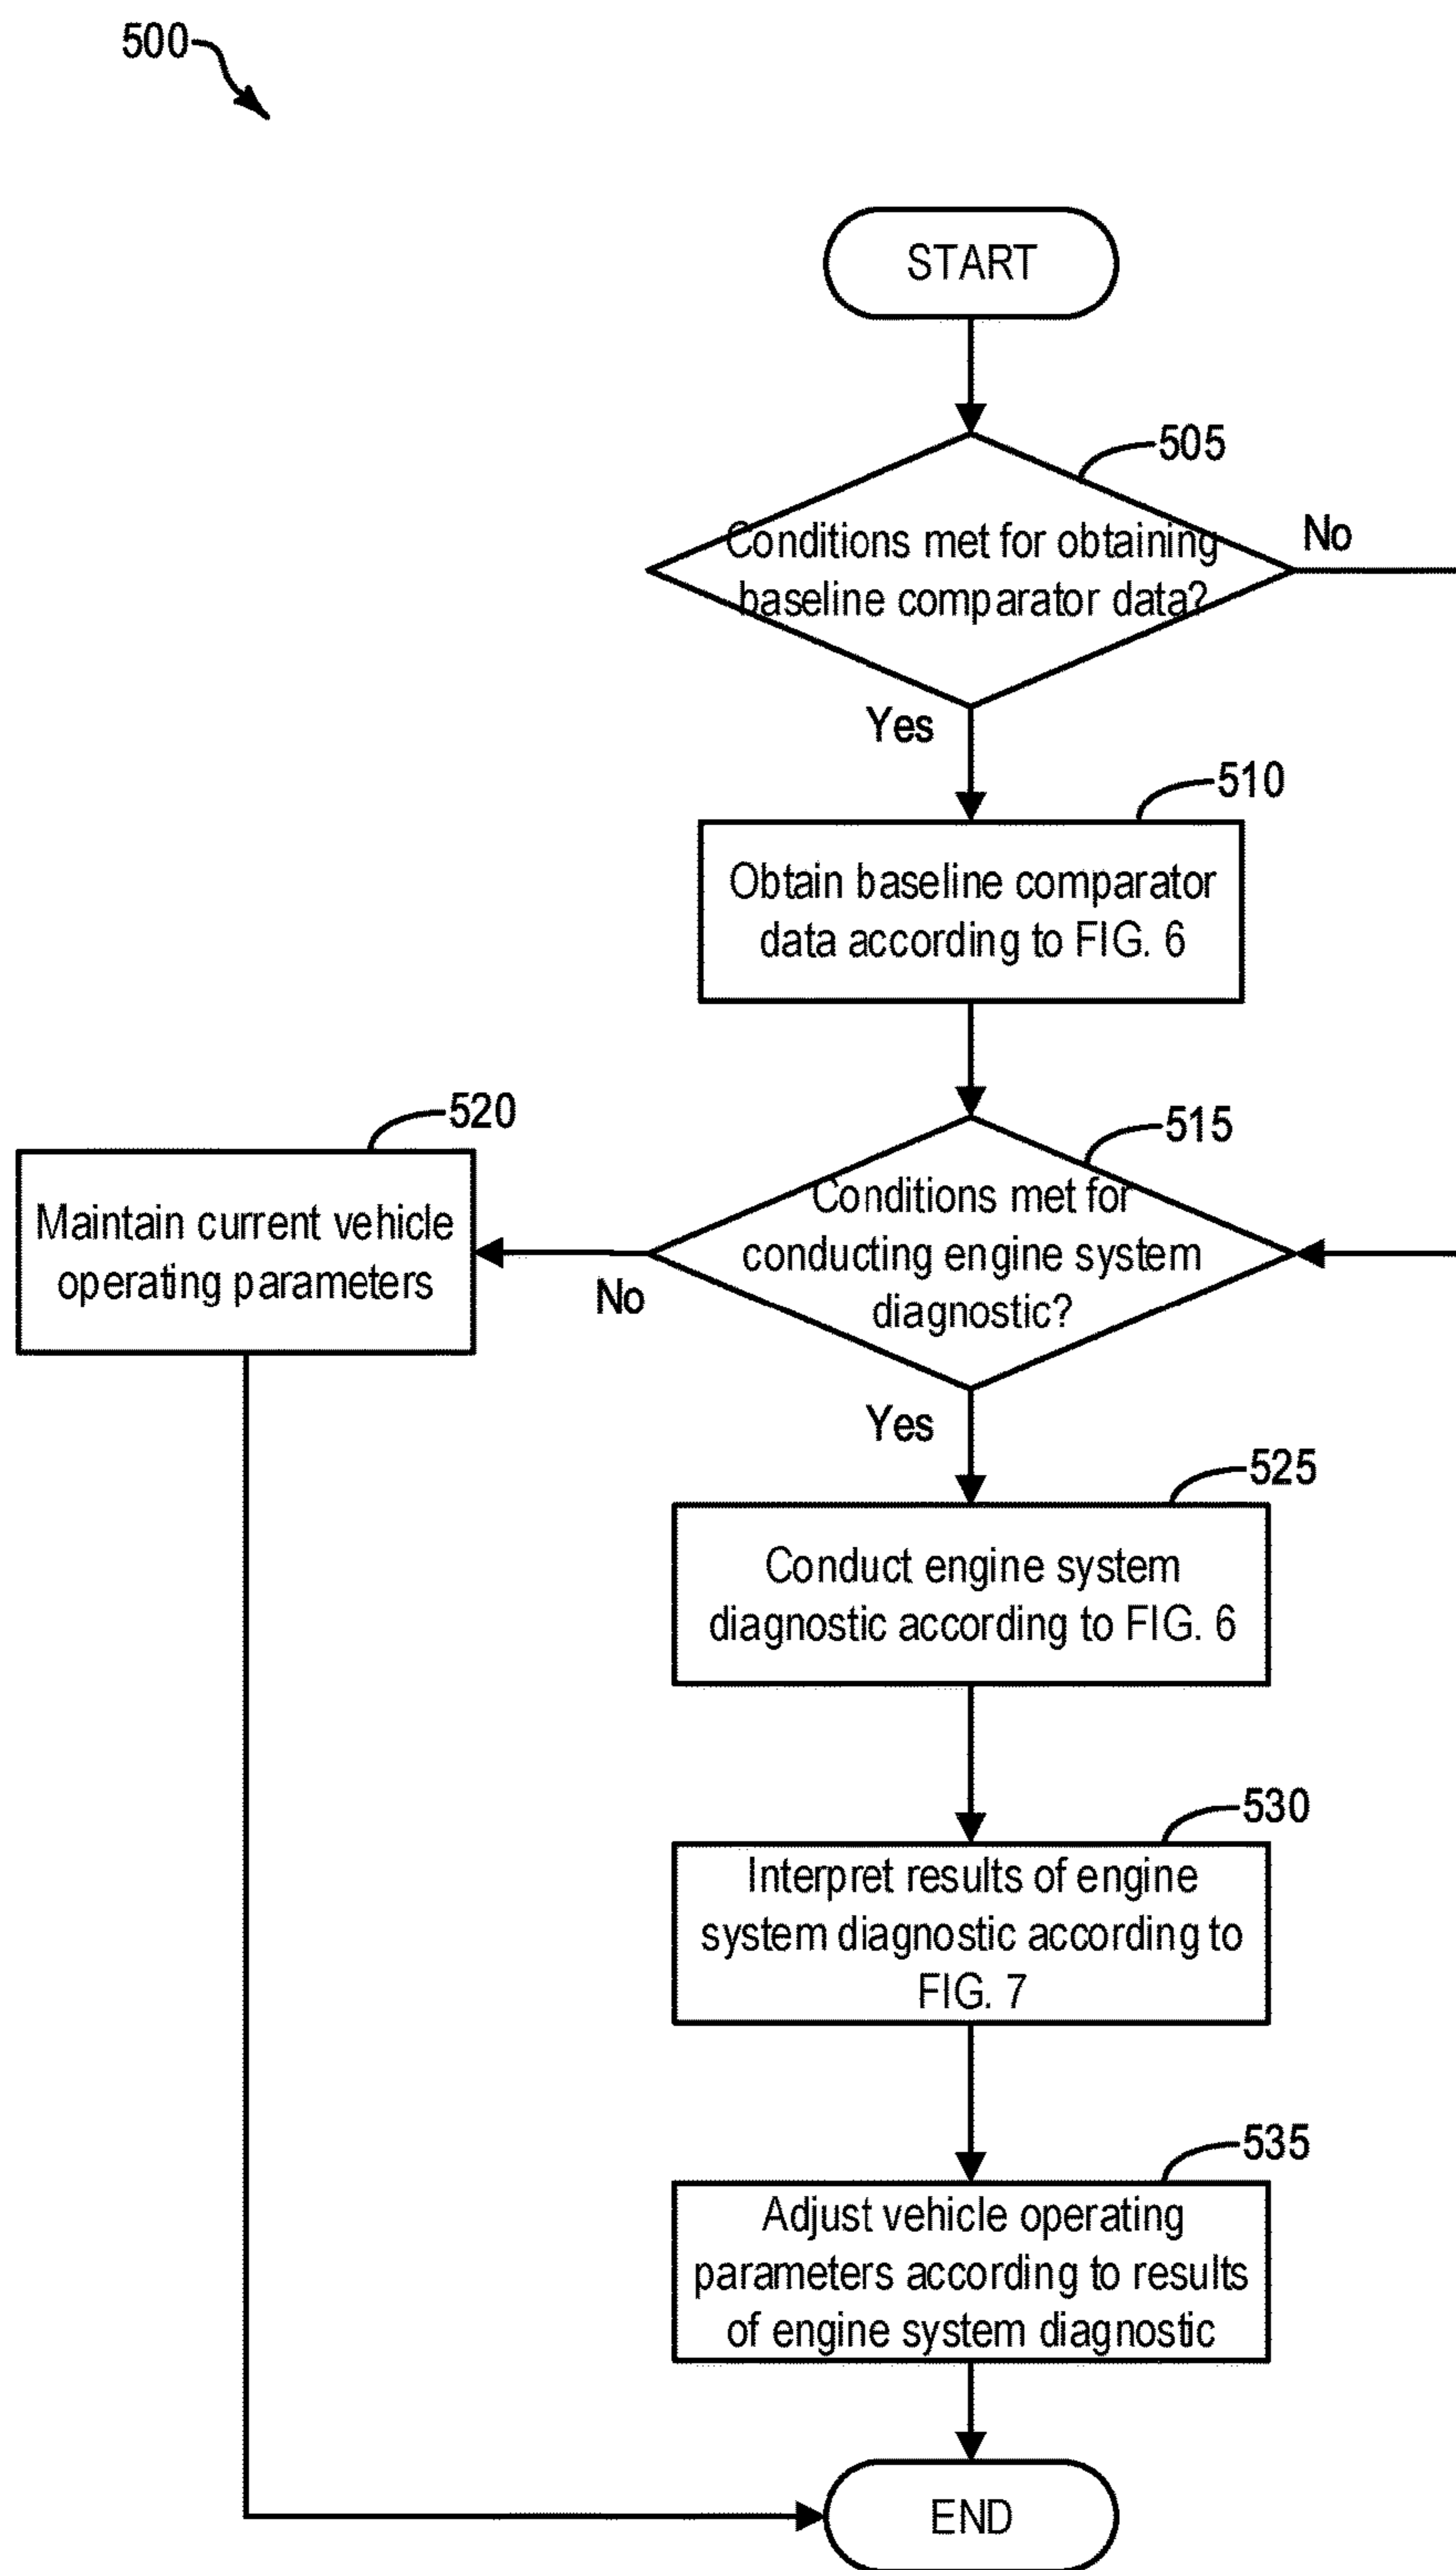 500
START
505
Conditions met for obtaining
baseline comparator data?
No
Yes
510
Obtain baseline comparator
data according to FIG. 6
520
Maintain current vehicle
operating parameters
515
Conditions met for
conducting engine system
diagnostic?
No
Yes
525
Conduct engine system
diagnostic according to FIG. 6
530
Interpret results of engine
system diagnostic according to
FIG. 7
535
Adjust vehicle operating
parameters according to results
of engine system diagnostic
END